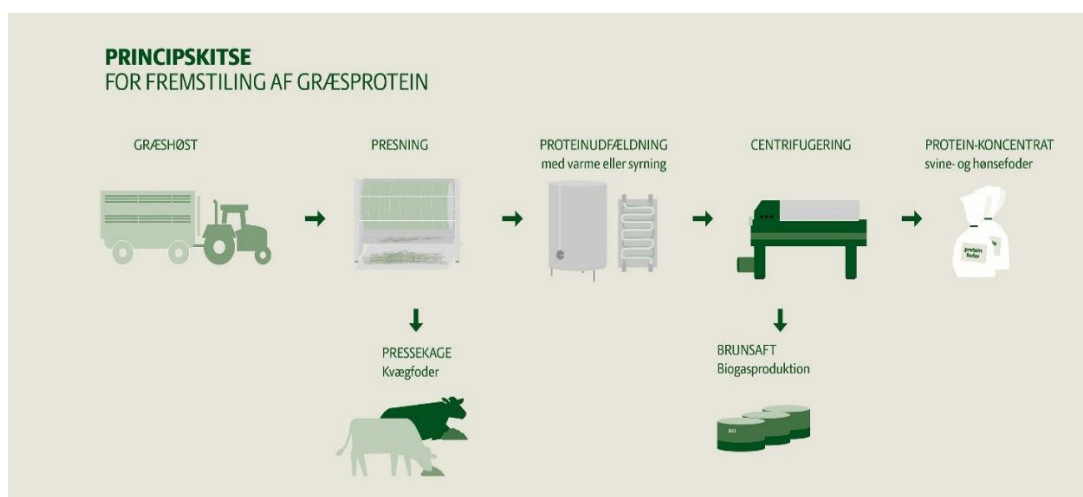 PRINCIPSKITSE
FOR FREMSTILING AF GRÆSPROTEIN
GRÆSHØST
PRESNING
PROTEINUDFÆLDNING
med varme eller syrning
CENTRIFUGERING
PROTEIN-KONCENTRAT
svine- og hønsefoder
protein
foder
PRESSEKAGE
Kvægfoder
BRUNSAFT
Biogasproduktion
BIO